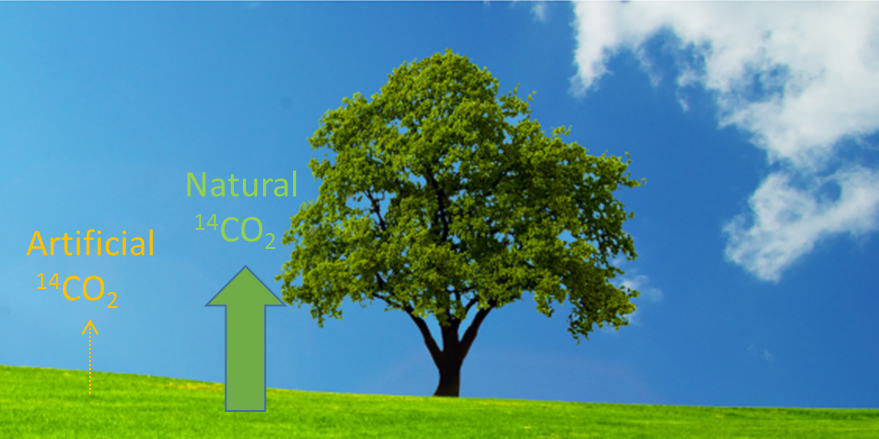 Natural
¹⁴CO₂
Artificial
¹⁴CO₂